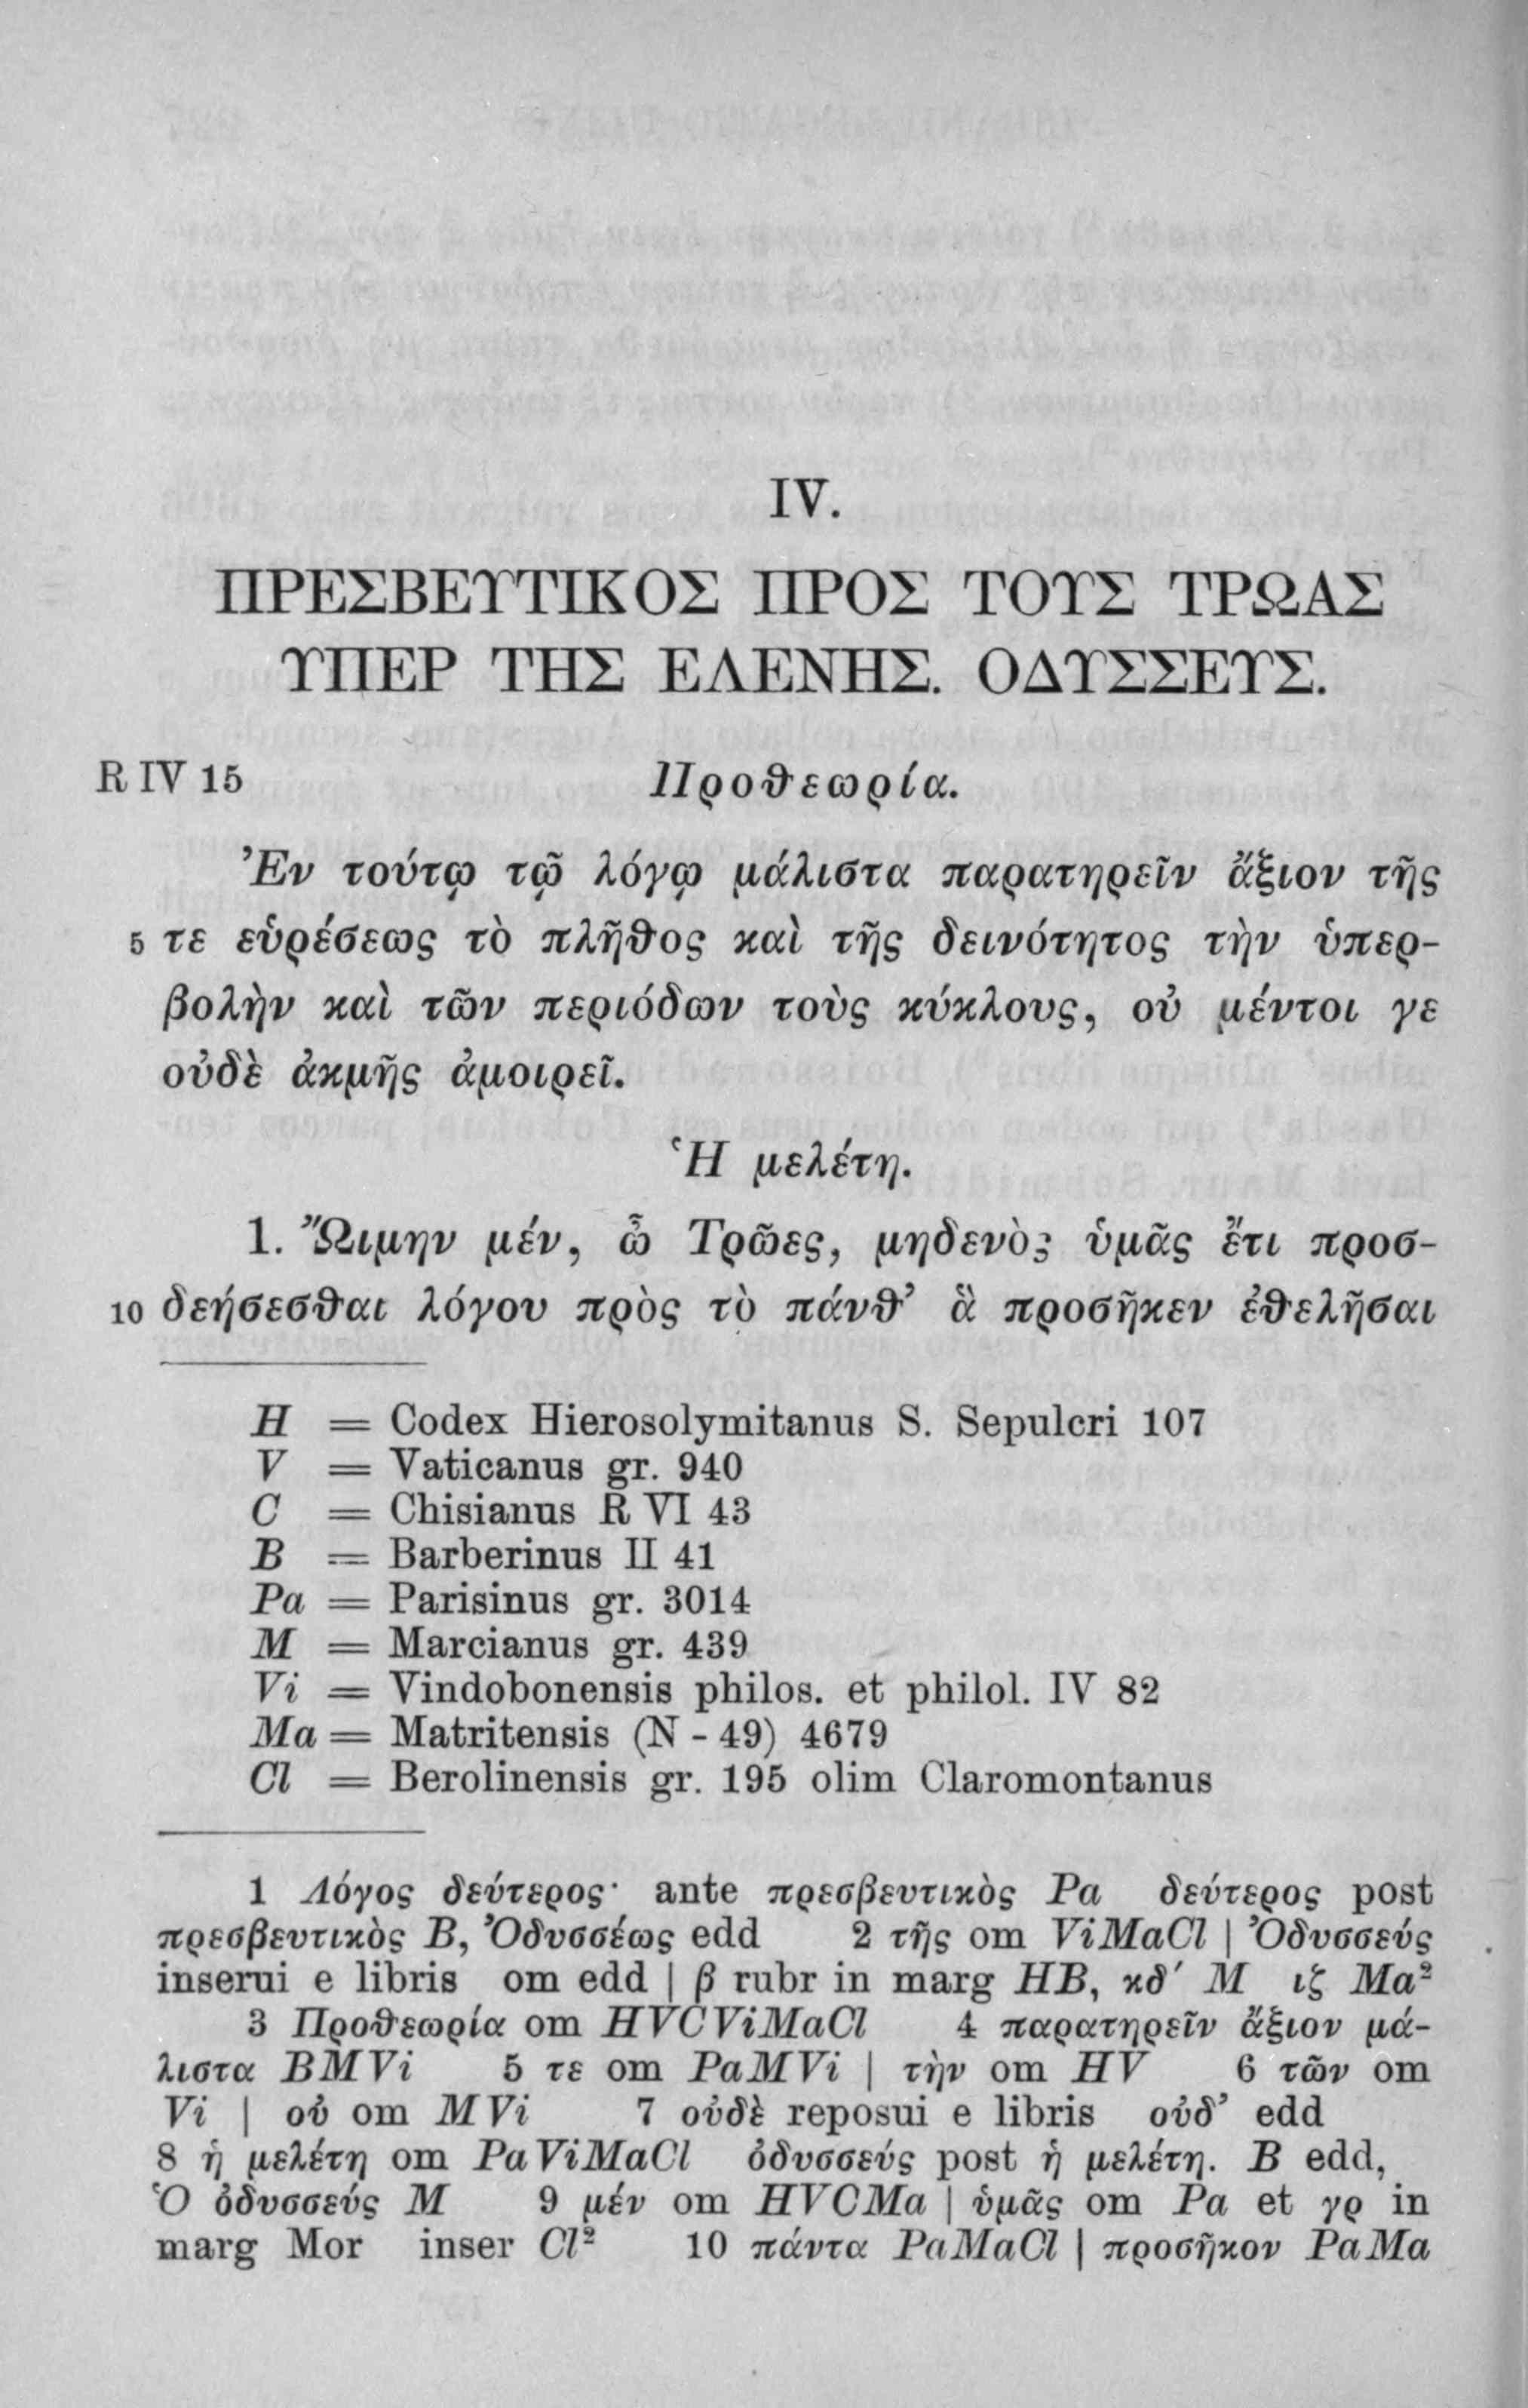 IV.
ΠΡΕΣΒΕΥΤΙΚΟΣ ΠΡΟΣ ΤΟΥΣ ΤΡΩΑΣ
ΥΠΕΡ ΤΗΣ ΕΛΕΝΗΣ. ΟΔΥΣΣΕΥΣ.
R IV 15 Προθεωρία.
Ἐν τούτῳ τῷ λόγῳ μάλιστα παρατηρεῖν ἄξιον τῆς
5 τε εὑρέσεως τὸ πλῆθος καὶ τῆς δεινότητος τὴν ὑπερ-
βολὴν καὶ τῶν περιόδων τοὺς κύκλους, οὐ μέντοι γε
οὐδὲ ἀκμῆς ἀμοιρεῖ.
Ἡ μελέτη.
1. Ὤιμην μέν, ὦ Τρῶες, μηδενὸς ὑμᾶς ἔτι προσ-
10 δεήσεσθαι λόγου πρὸς τὸ πάνθ’ ἃ προσῆκεν ἐθελῆσαι
H = Codex Hierosolymitanus S. Sepulcri 107
V = Vaticanus gr. 940
C = Chisianus R VI 43
B = Barberinus II 41
Pa = Parisinus gr. 3014
M = Marcianus gr. 439
Vi = Vindobonensis philos. et philol. IV 82
Ma = Matritensis (N - 49) 4679
Cl = Berolinensis gr. 195 olim Claromontanus
1 Λόγος δεύτερος· ante πρεσβευτικὸς Pa δεύτερος post
πρεσβευτικὸς B, Ὀδυσσέως edd 2 τῆς om ViMaCl | Ὀδυσσεύς
inserui e libris om edd | β rubr in marg HB, κδ´ M ιζ Ma²
3 Προθεωρία om HVCViMaCl 4 παρατηρεῖν ἄξιον μά-
λιστα BMVi 5 τε om PaMVi | τὴν om HV 6 τῶν om
Vi | οὐ om MVi 7 οὐδὲ reposui e libris οὐδ’ edd
8 ἡ μελέτη om PaViMaCl ὀδυσσεύς post ἡ μελέτη. B edd,
Ὁ ὀδυσσεύς M 9 μέν om HVCMa | ὑμᾶς om Pa et γρ in
marg Mor inser Cl² 10 πάντα PaMaCl | προσῆκον PaMa